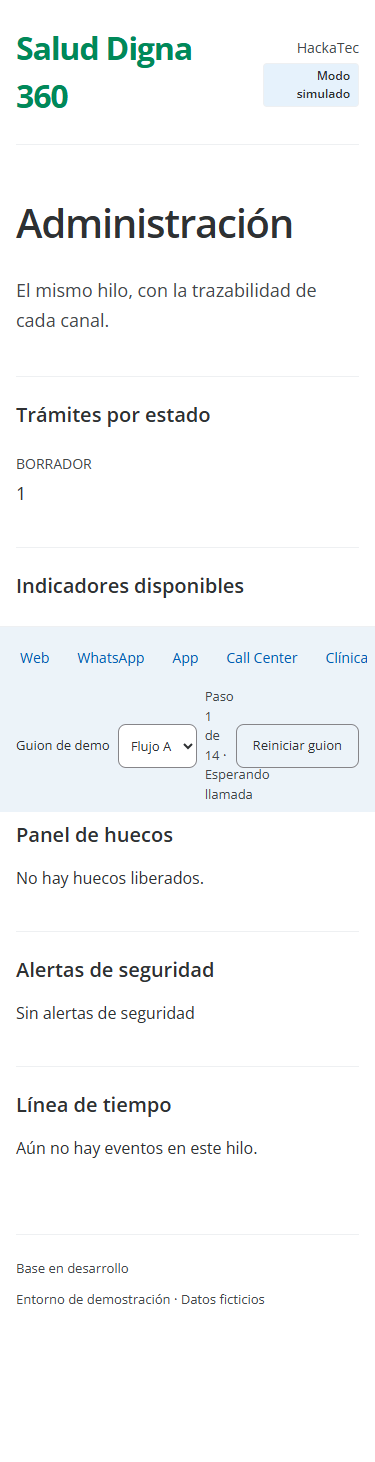 Salud Digna
360
HackaTec
Modo
simulado
Administración
El mismo hilo, con la trazabilidad de
cada canal.
Trámites por estado
BORRADOR
1
Indicadores disponibles
Web WhatsApp App Call Center Clínica
Guion de demo
Flujo A
Paso
1
de
14 ·
Esperando
llamada
Reiniciar guion
Panel de huecos
No hay huecos liberados.
Alertas de seguridad
Sin alertas de seguridad
Línea de tiempo
Aún no hay eventos en este hilo.
Base en desarrollo
Entorno de demostración · Datos ficticios